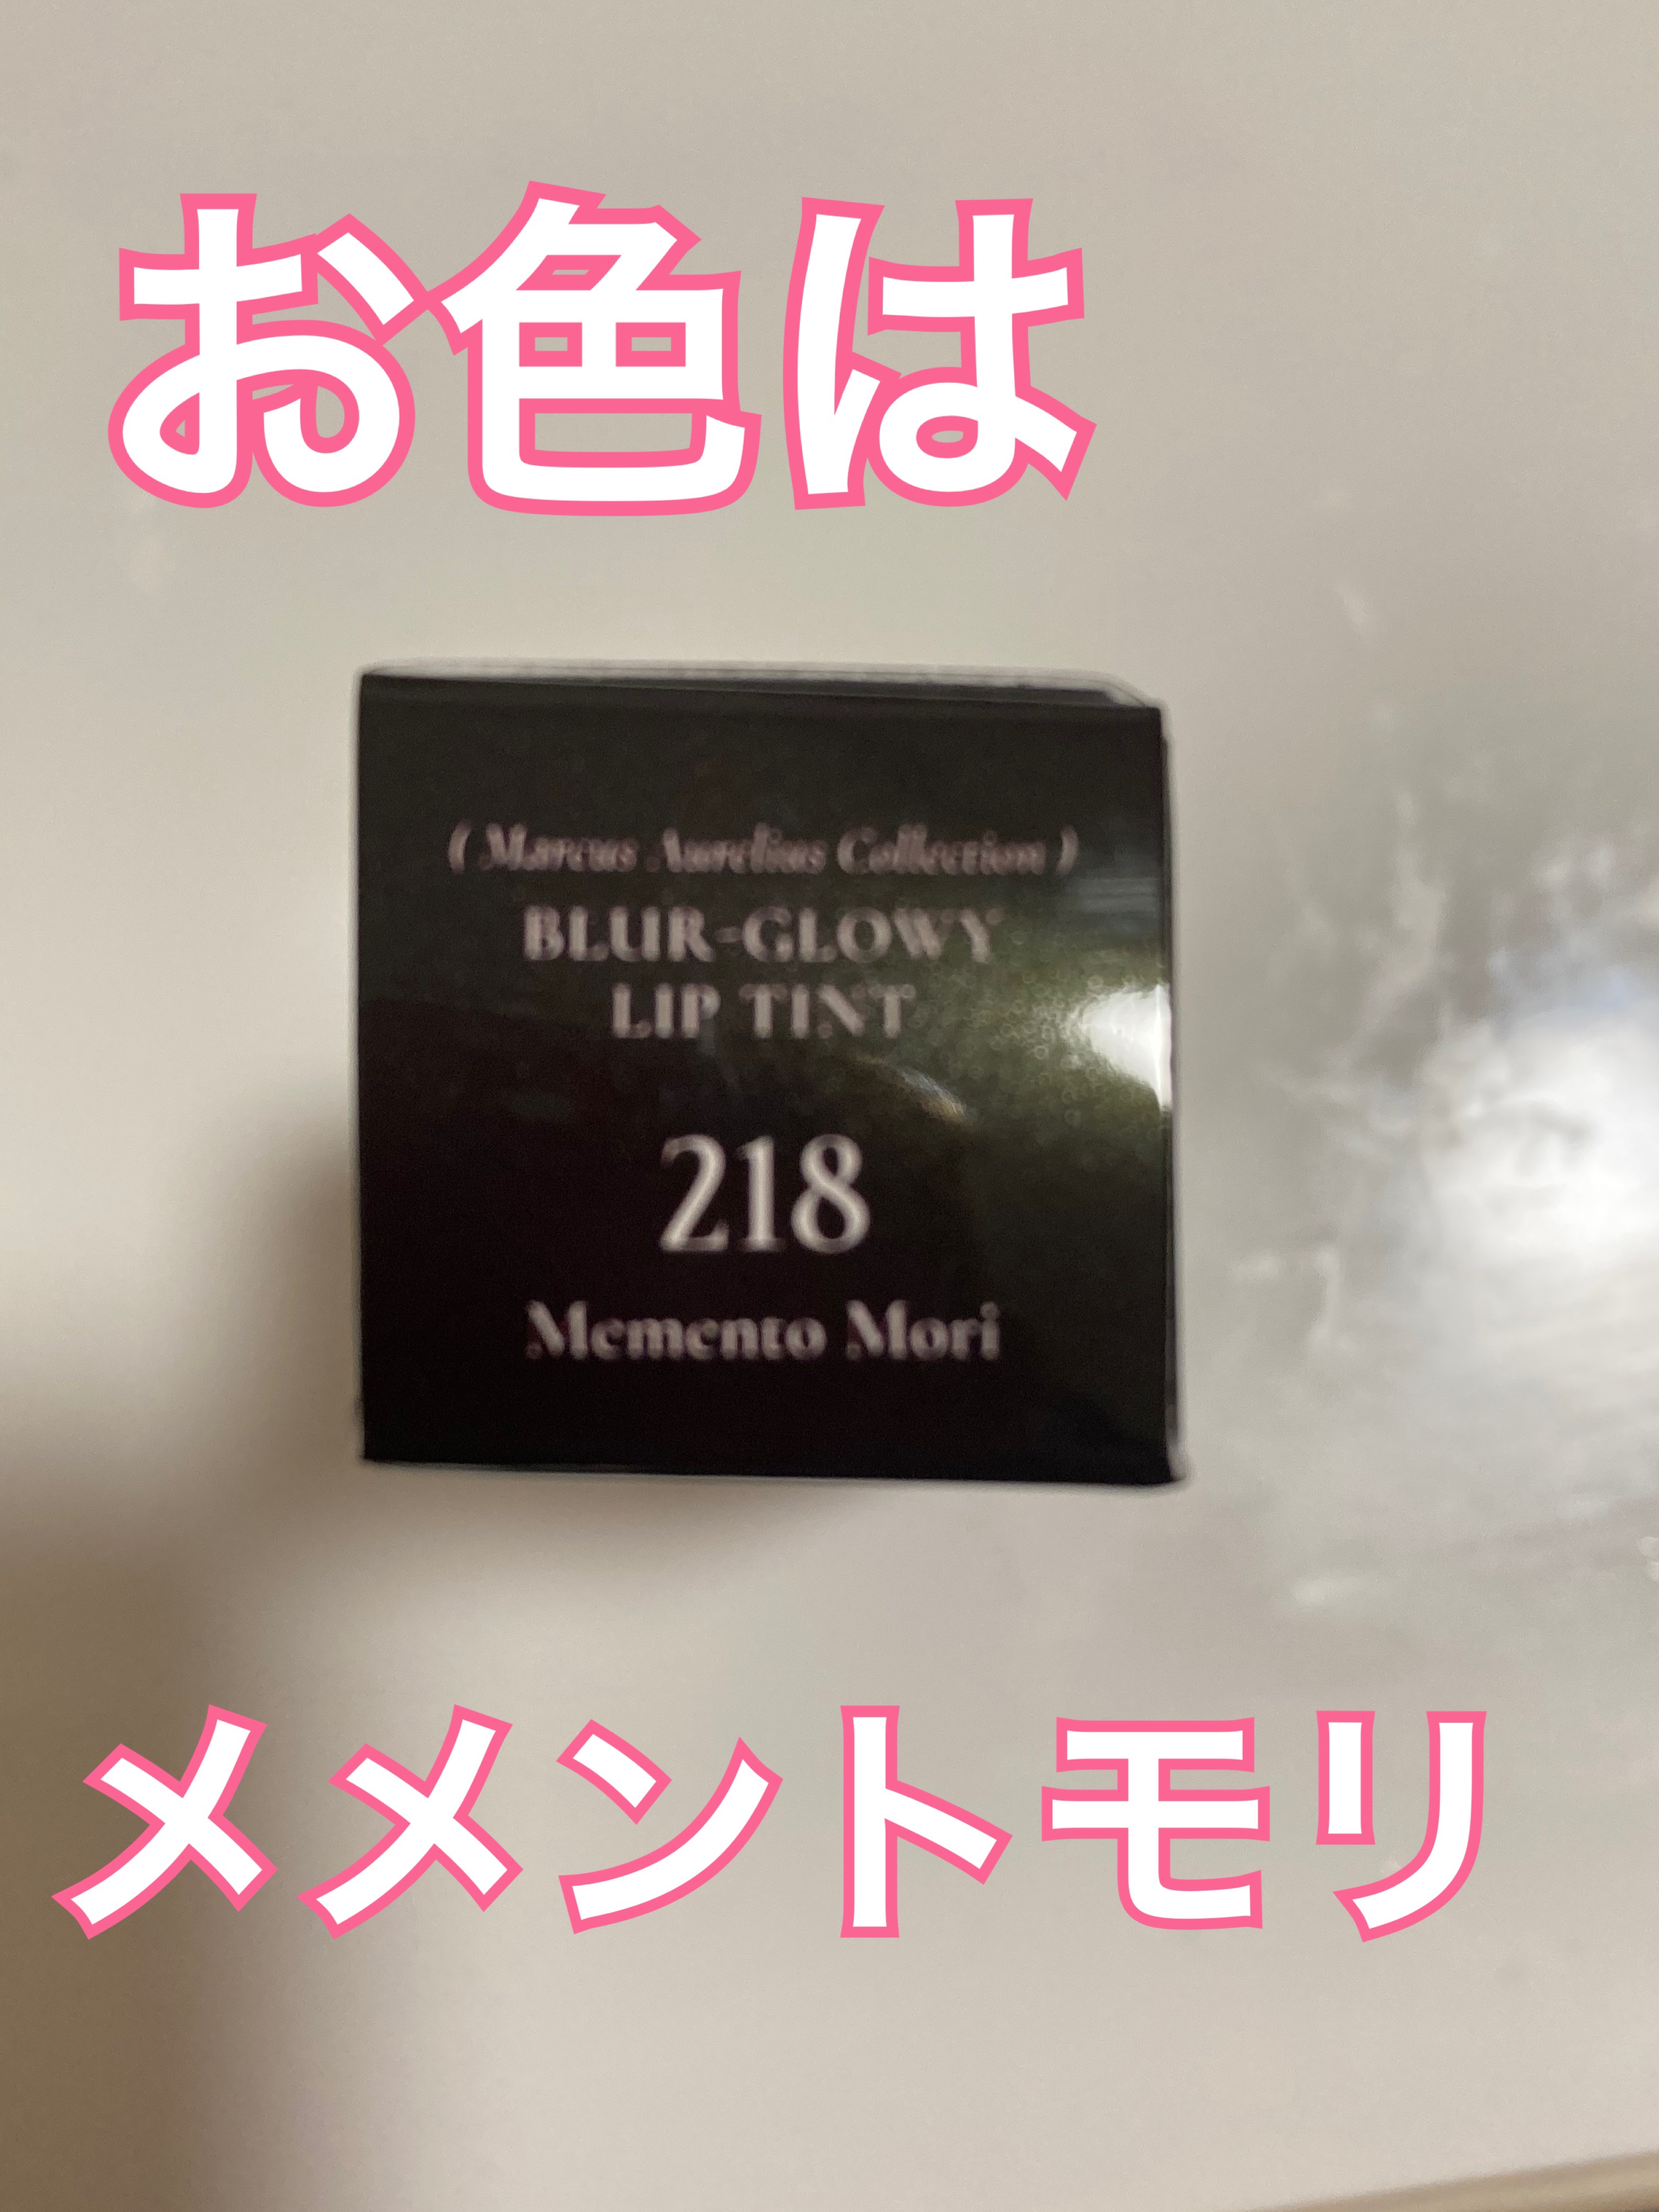 お色は
( Marcus Aurelius Collection )
BLUR-GLOWY
LIP TINT
218
Memento Mori
メメントモリ